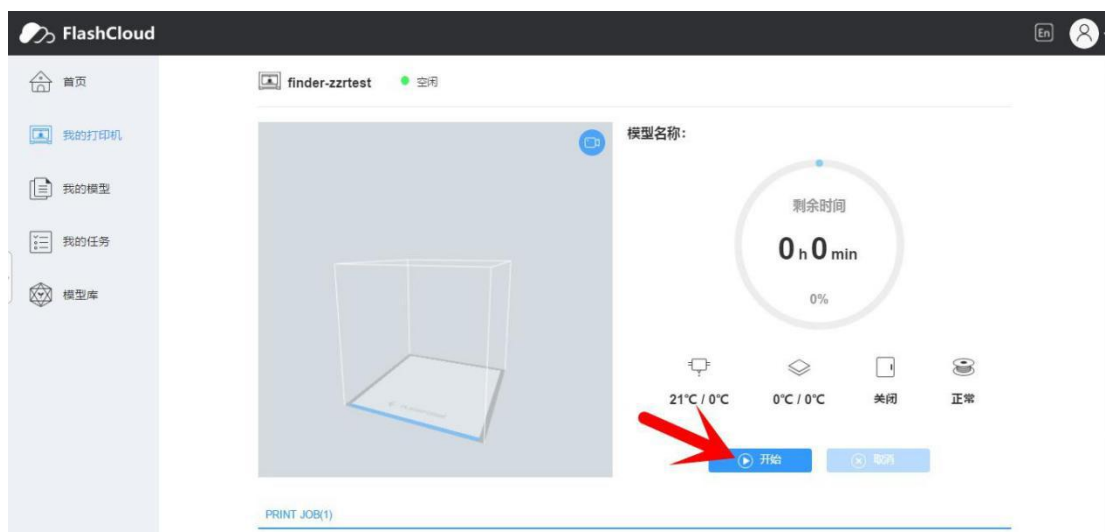 FlashCloud
En
首页
我的打印机
我的模型
我的任务
模型库
finder-zzrtest 空闲
模型名称：
剩余时间
0 h 0 min
0%
21℃ / 0℃ 0℃ / 0℃ 关闭 正常
开始 取消
PRINT JOB(1)